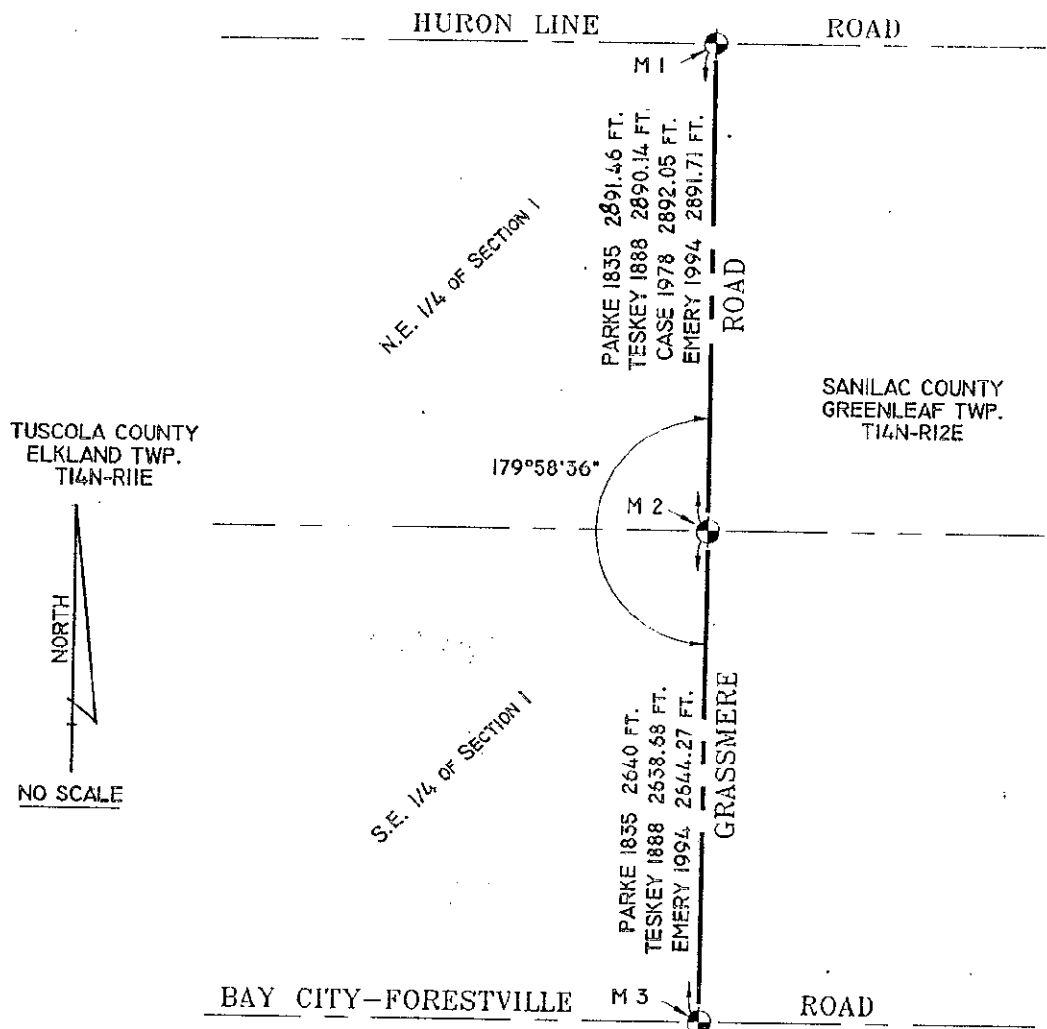 HURON LINE ROAD
M 1
PARKE 1835 2891.46 FT.
TESKEY 1888 2890.14 FT.
CASE 1978 2892.05 FT.
EMERY 1994 2891.71 FT.
ROAD
N.E. 1/4 OF SECTION 1
SANILAC COUNTY
GREENLEAF TWP.
T14N-R12E
TUSCOLA COUNTY
ELKLAND TWP.
T14N-R11E
179°58'36"
M 2
NORTH
NO SCALE
S.E. 1/4 OF SECTION 1
PARKE 1835 2640 FT.
TESKEY 1888 2638.68 FT.
EMERY 1994 2644.27 FT.
GRASSMERE
BAY CITY-FORESTVILLE ROAD
M 3